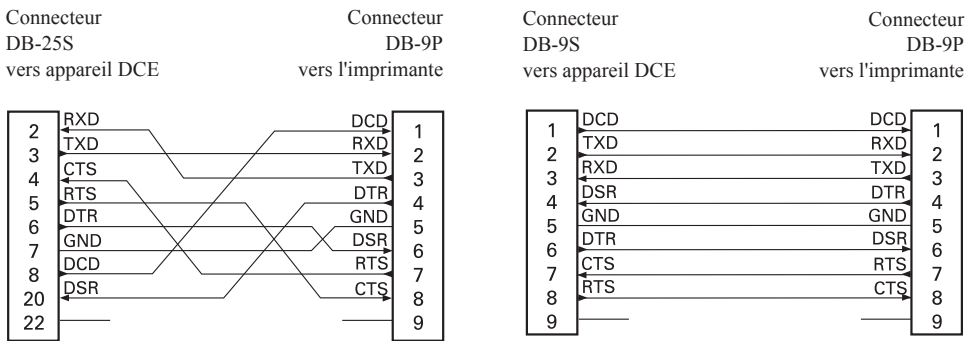 Connecteur
DB-25S
vers appareil DCE
Connecteur
DB-9P
vers l'imprimante
2 RXD DCD 1
3 TXD RXD 2
4 CTS TXD 3
5 RTS DTR 4
6 DTR GND 5
7 GND DSR 6
8 DCD RTS 7
20 DSR CTS 8
22 9
Connecteur
DB-9S
vers appareil DCE
Connecteur
DB-9P
vers l'imprimante
1 DCD DCD 1
2 TXD RXD 2
3 RXD TXD 3
4 DSR DTR 4
5 GND GND 5
6 DTR DSR 6
7 CTS RTS 7
8 RTS CTS 8
9 9